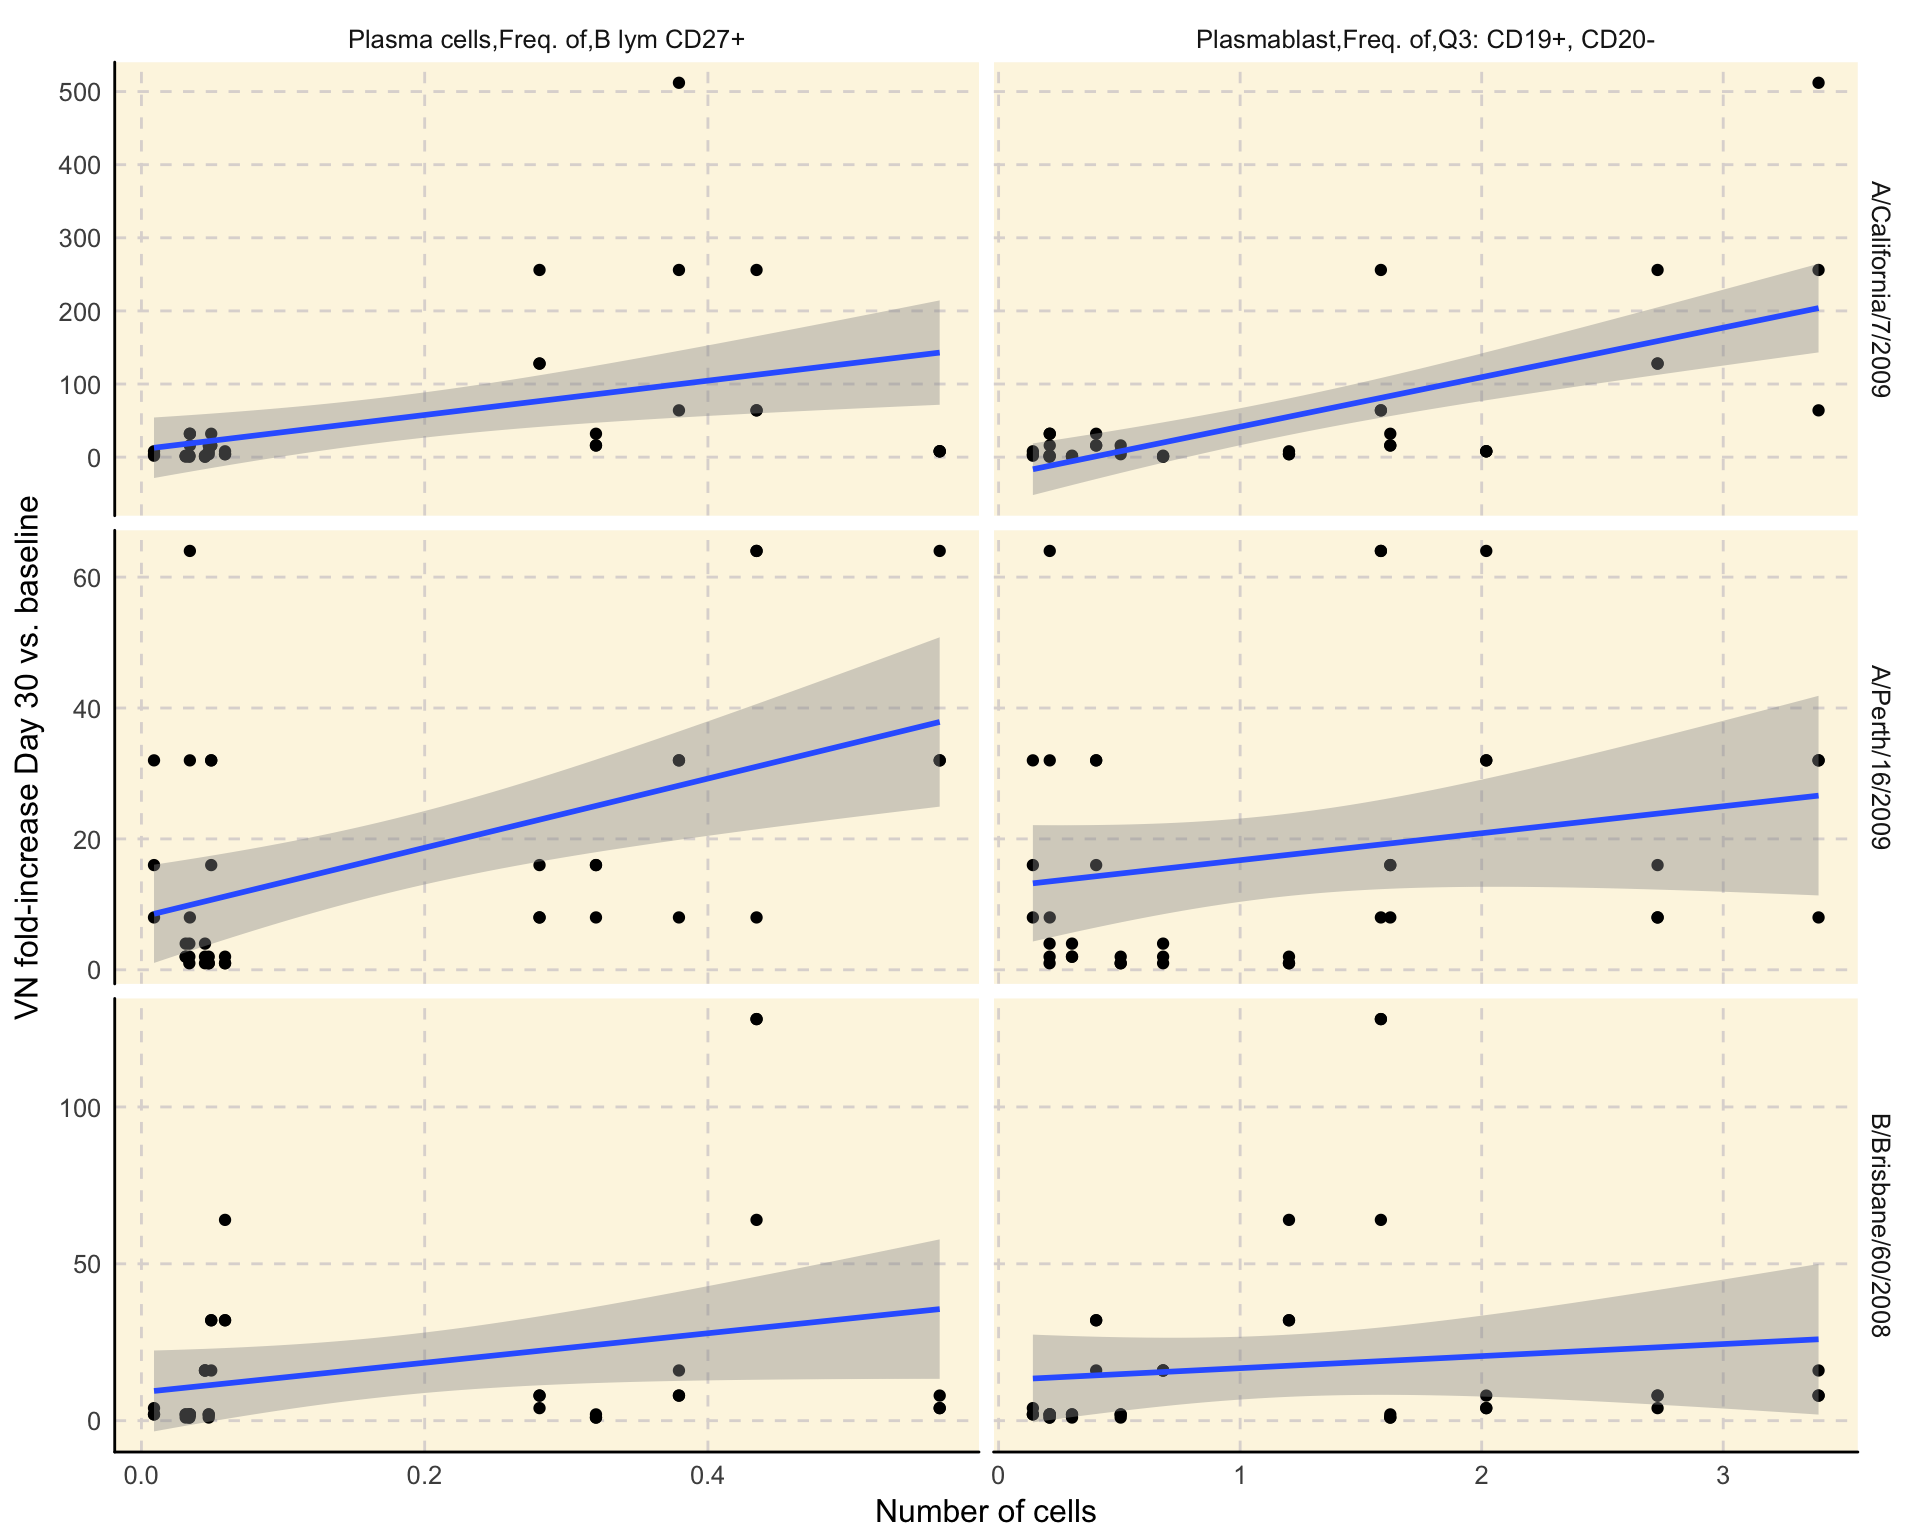 Plasma cells,Freq. of,B lym CD27+
Plasmablast,Freq. of,Q3: CD19+, CD20-
500
400
300
200
100
0
A/California/7/2009
VN fold-increase Day 30 vs. baseline
60
40
20
0
A/Perth/16/2009
100
50
0
B/Brisbane/60/2008
0.0
0.2
0.4
0
1
2
3
Number of cells